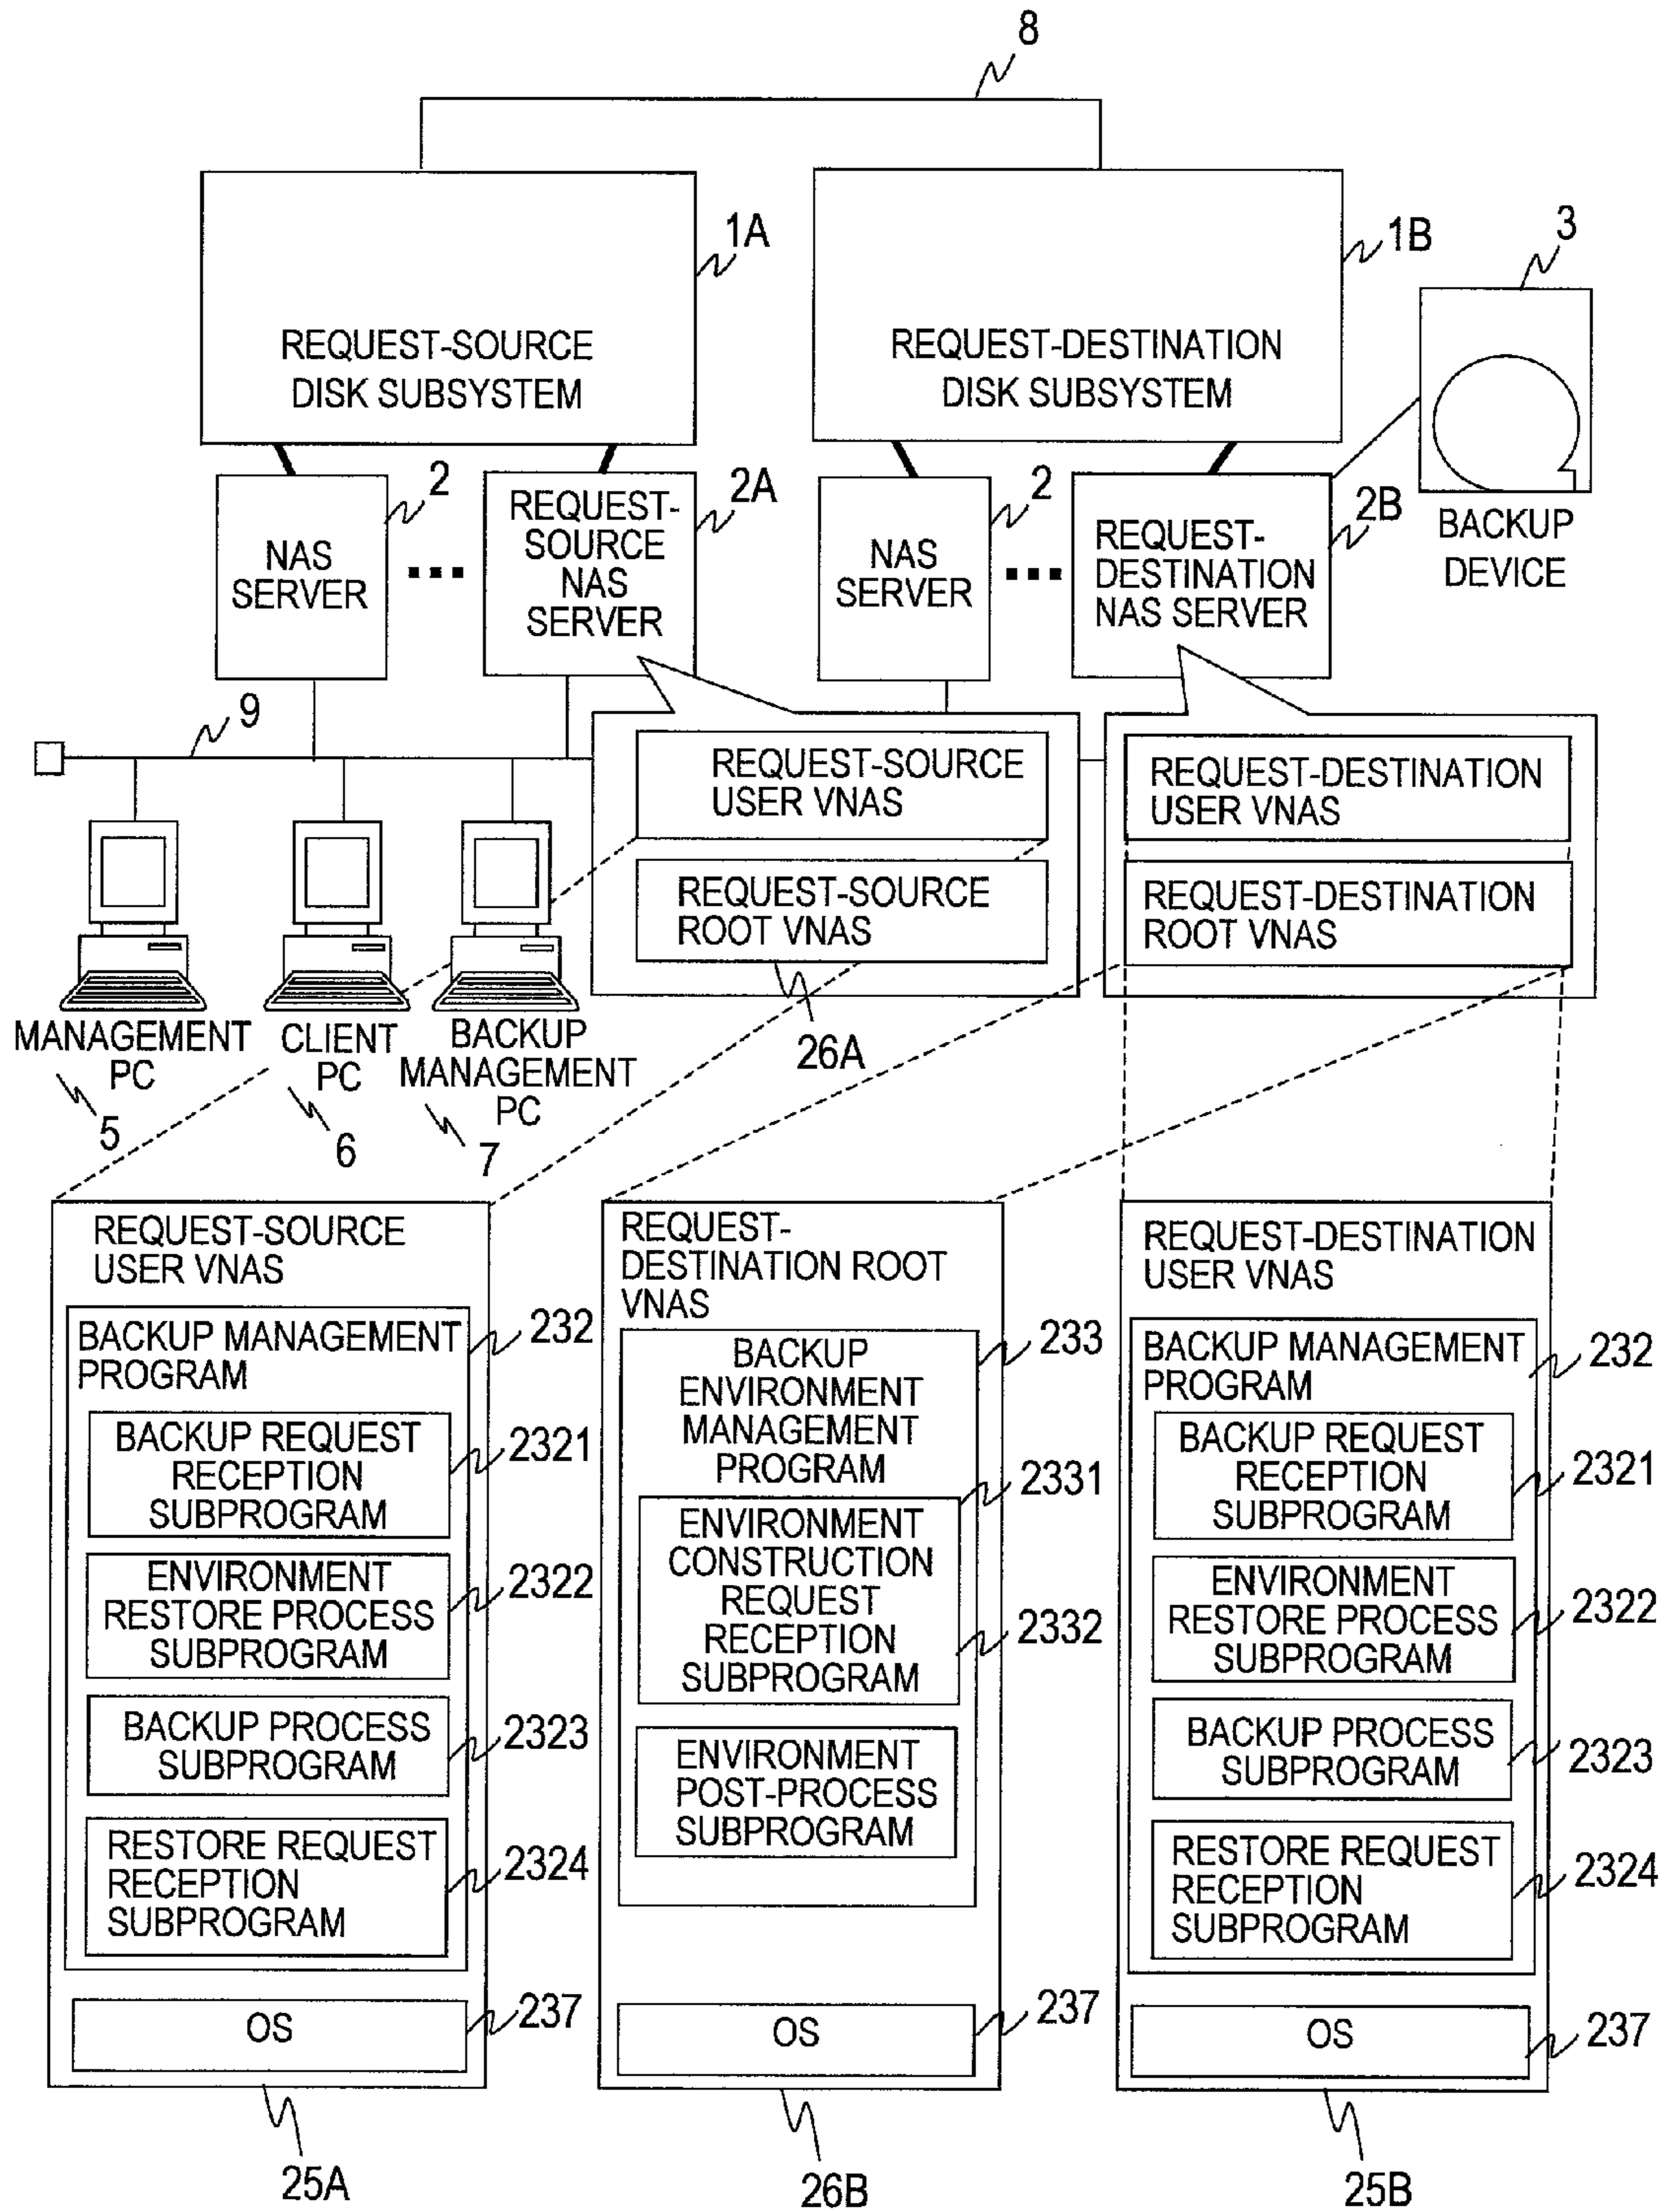 8
1A
1B
3
REQUEST-SOURCE
DISK SUBSYSTEM
REQUEST-DESTINATION
DISK SUBSYSTEM
2
2A
2
2B
NAS
SERVER
REQUEST-
SOURCE
NAS
SERVER
NAS
SERVER
REQUEST-
DESTINATION
NAS SERVER
BACKUP
DEVICE
9
REQUEST-SOURCE
USER VNAS
REQUEST-SOURCE
ROOT VNAS
REQUEST-DESTINATION
USER VNAS
REQUEST-DESTINATION
ROOT VNAS
26A
MANAGEMENT
PC
5
CLIENT
PC
6
BACKUP
MANAGEMENT
PC
7
REQUEST-SOURCE
USER VNAS
BACKUP MANAGEMENT
PROGRAM
232
BACKUP REQUEST
RECEPTION
SUBPROGRAM
2321
ENVIRONMENT
RESTORE PROCESS
SUBPROGRAM
2322
BACKUP PROCESS
SUBPROGRAM
2323
RESTORE REQUEST
RECEPTION
SUBPROGRAM
2324
OS
237
25A
REQUEST-
DESTINATION ROOT
VNAS
BACKUP
ENVIRONMENT
MANAGEMENT
PROGRAM
233
2331
ENVIRONMENT
CONSTRUCTION
REQUEST
RECEPTION
SUBPROGRAM
2332
ENVIRONMENT
POST-PROCESS
SUBPROGRAM
OS
237
26B
REQUEST-DESTINATION
USER VNAS
BACKUP MANAGEMENT
PROGRAM
232
BACKUP REQUEST
RECEPTION
SUBPROGRAM
2321
ENVIRONMENT
RESTORE PROCESS
SUBPROGRAM
2322
BACKUP PROCESS
SUBPROGRAM
2323
RESTORE REQUEST
RECEPTION
SUBPROGRAM
2324
OS
237
25B